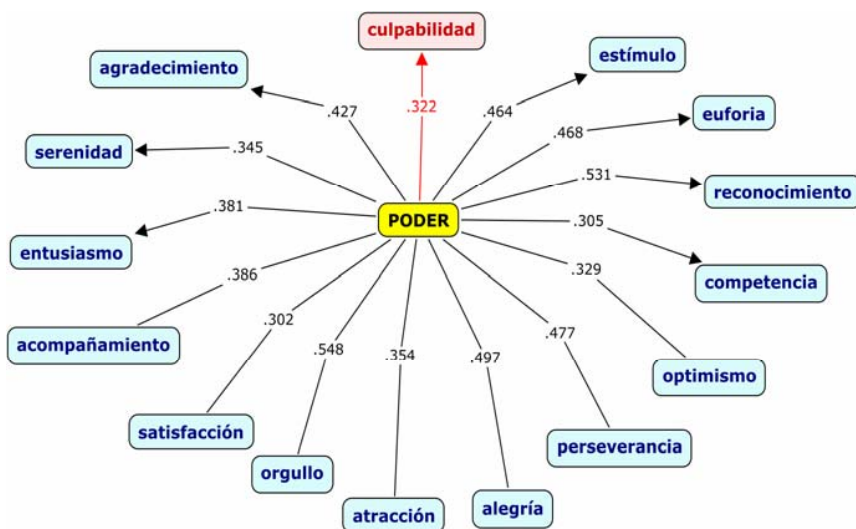 culpabilidad
agradecimiento
estímulo
.322
.427
.464
euforia
.468
serenidad
.345
.531
reconocimiento
.381
PODER
.305
entusiasmo
.386
.329
competencia
acompañamiento
.302
.548
.354
.497
.477
optimismo
satisfacción
perseverancia
orgullo
atracción
alegría